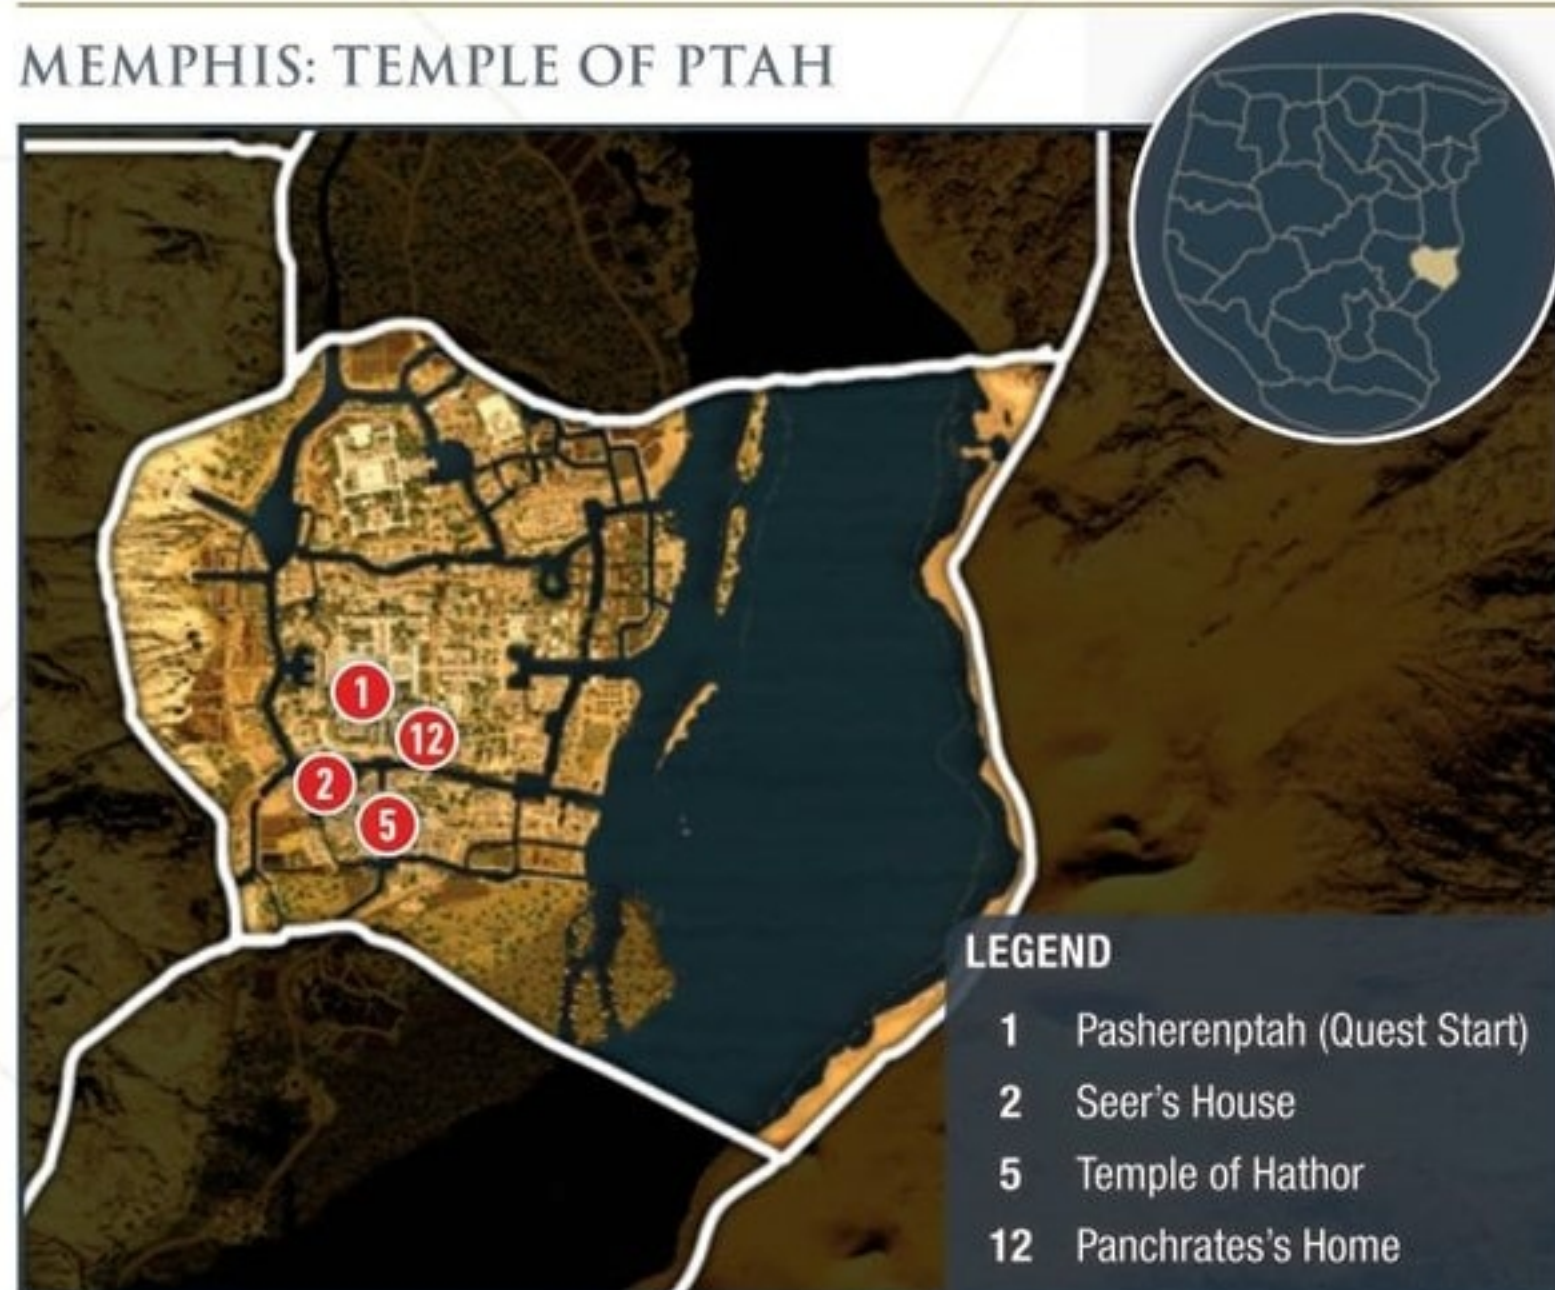 MEMPHIS: TEMPLE OF PTAH
1
12
2
5
LEGEND
1 Pasherenptah (Quest Start)
2 Seer's House
5 Temple of Hathor
12 Panchrates's Home